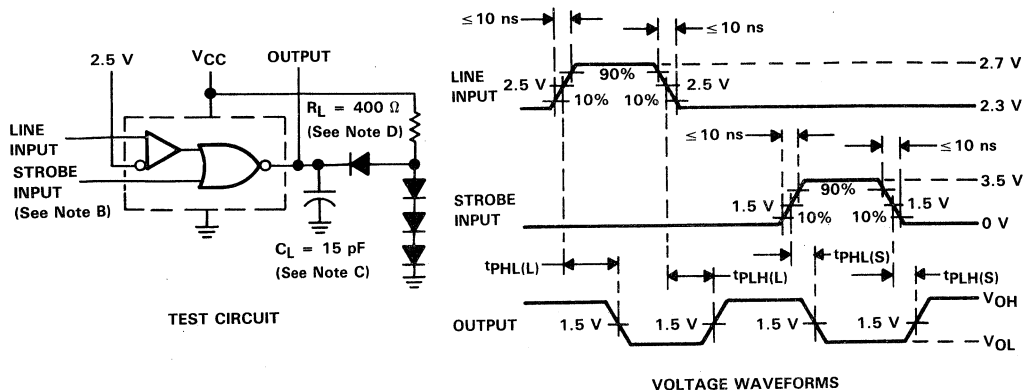 2.5 V
VCC
OUTPUT
RL = 400 Ω
(See Note D)
LINE
INPUT
STROBE
INPUT
(See Note B)
CL = 15 pF
(See Note C)
TEST CIRCUIT
≤ 10 ns
≤ 10 ns
LINE
INPUT
2.5 V
90%
2.5 V
10%
10%
2.7 V
2.3 V
≤ 10 ns
≤ 10 ns
STROBE
INPUT
1.5 V
90%
1.5 V
10%
10%
3.5 V
0 V
tPHL(L)
tPLH(L)
tPHL(S)
tPLH(S)
OUTPUT
1.5 V
1.5 V
1.5 V
1.5 V
VOH
VOL
VOLTAGE WAVEFORMS